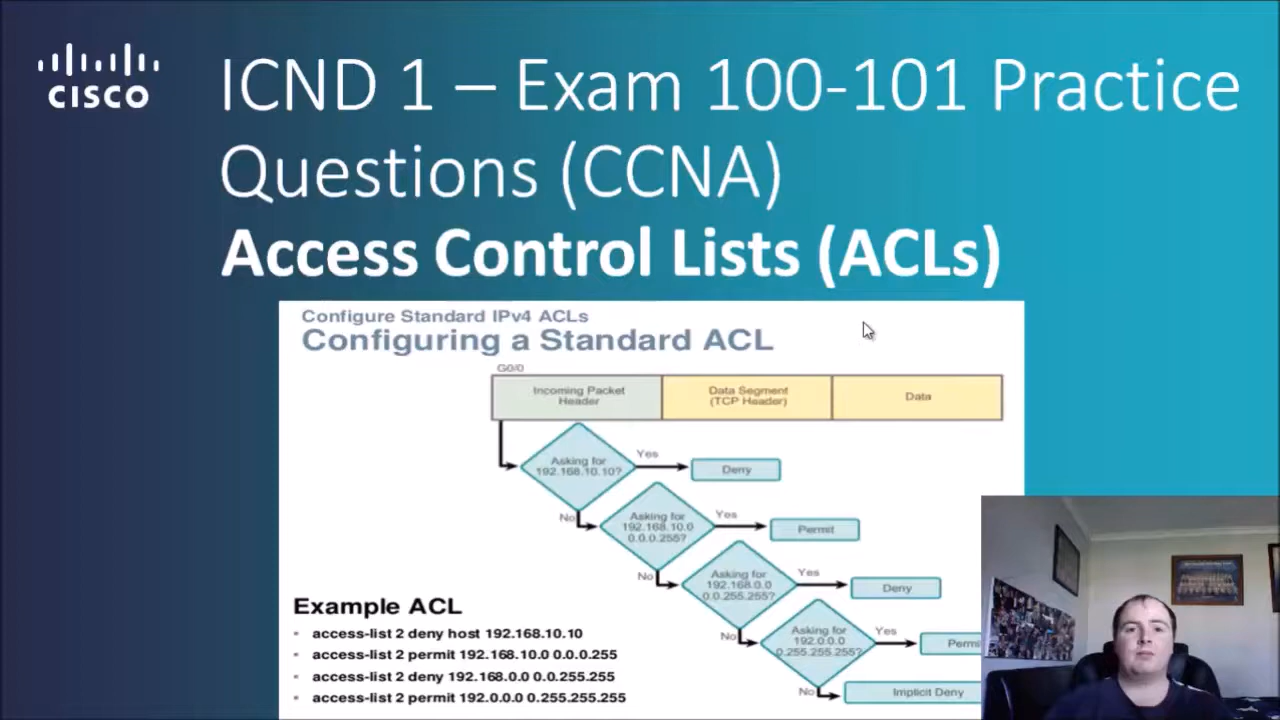 CISCO
ICND 1 – Exam 100-101 Practice
Questions (CCNA)
Access Control Lists (ACLs)
Configure Standard IPv4 ACLs
Configuring a Standard ACL
G0/0
Incoming Packet
Header
Data Segment
(TCP Header)
Data
Asking for
192.168.10.10?
Yes
Deny
No
Asking for
192.168.10.0
0.0.0.255?
Yes
Permit
No
Asking for
192.168.0.0
0.0.255.255?
Yes
Deny
No
Asking for
192.0.0.0
0.255.255.255?
Yes
Permi
No
Implicit Deny
Example ACL
access-list 2 deny host 192.168.10.10
access-list 2 permit 192.168.10.0 0.0.0.255
access-list 2 deny 192.168.0.0 0.0.255.255
access-list 2 permit 192.0.0.0 0.255.255.255